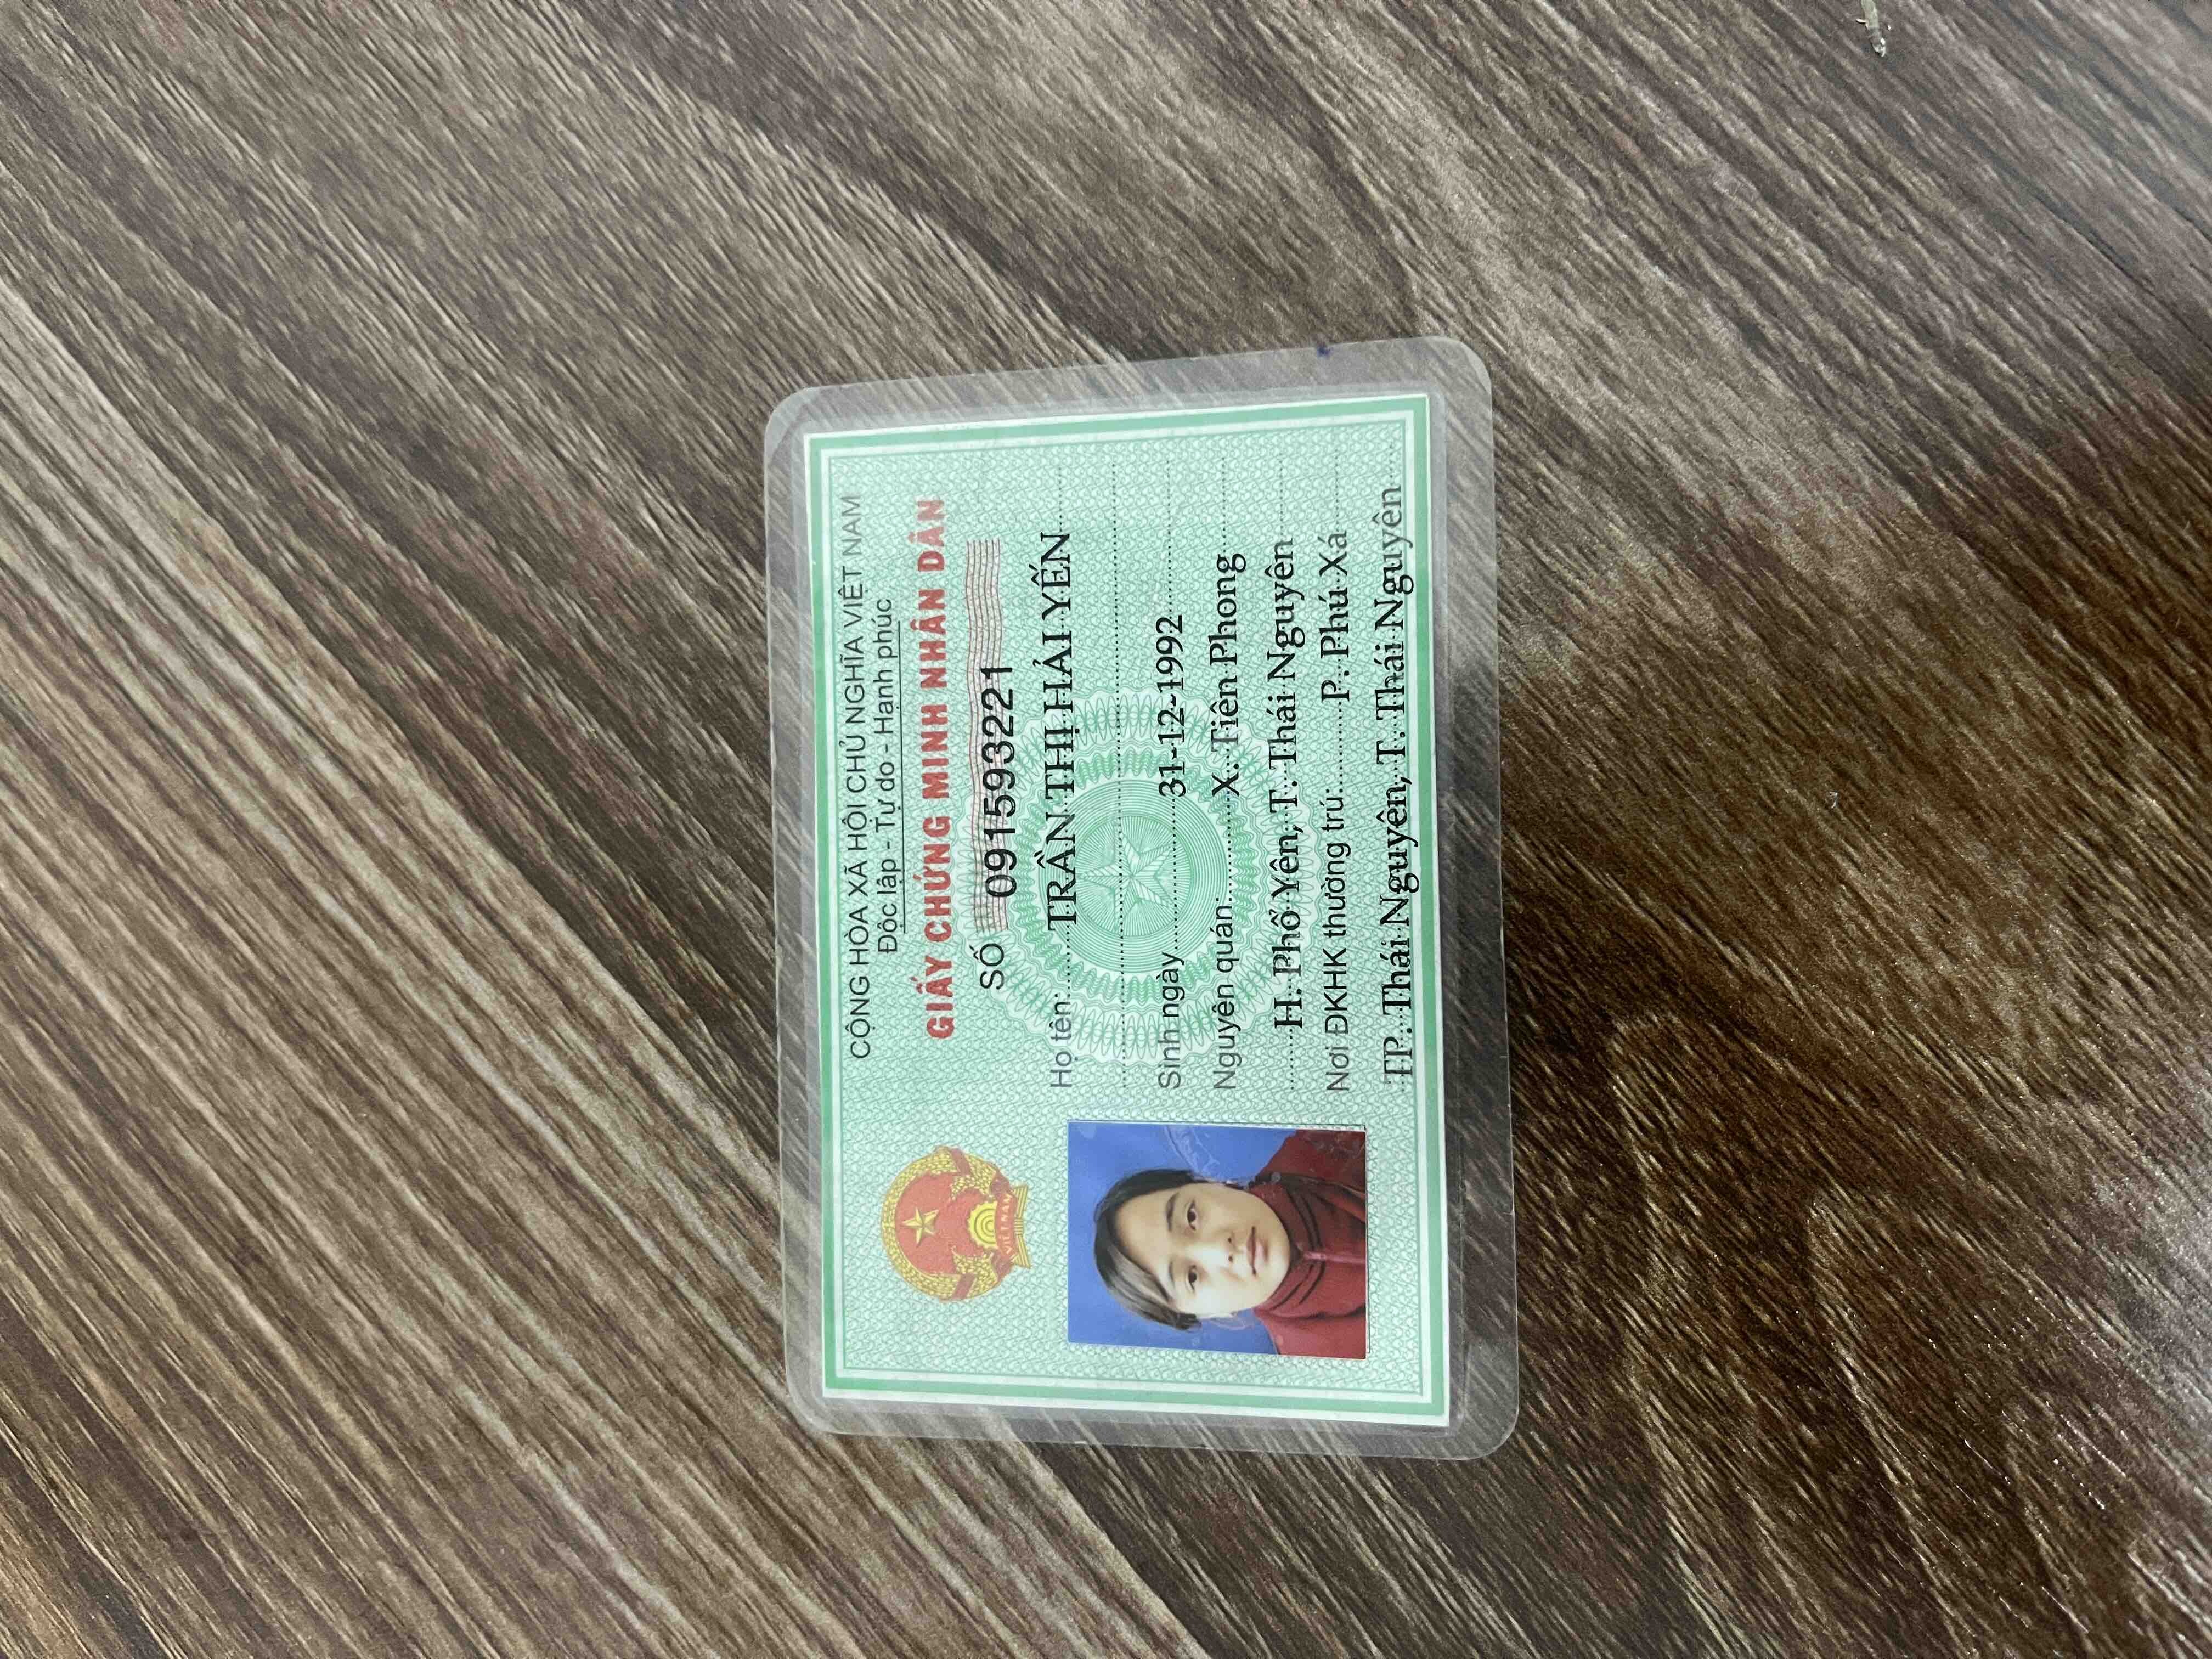 CỘNG HÒA XÃ HỘI CHỦ NGHĨA VIỆT NAM
Độc lập - Tự do - Hạnh phúc
GIẤY CHỨNG MINH NHÂN DÂN
SỐ 091593221
Họ tên: TRẦN THỊ HẢI YẾN
Sinh ngày 31-12-1992
Nguyên quán: X. Tiên Phong
H. Phổ Yên, T. Thái Nguyên
Nơi ĐKHK thường trú: P. Phú Xá
TP. Thái Nguyên, T. Thái Nguyên
VIỆT NAM